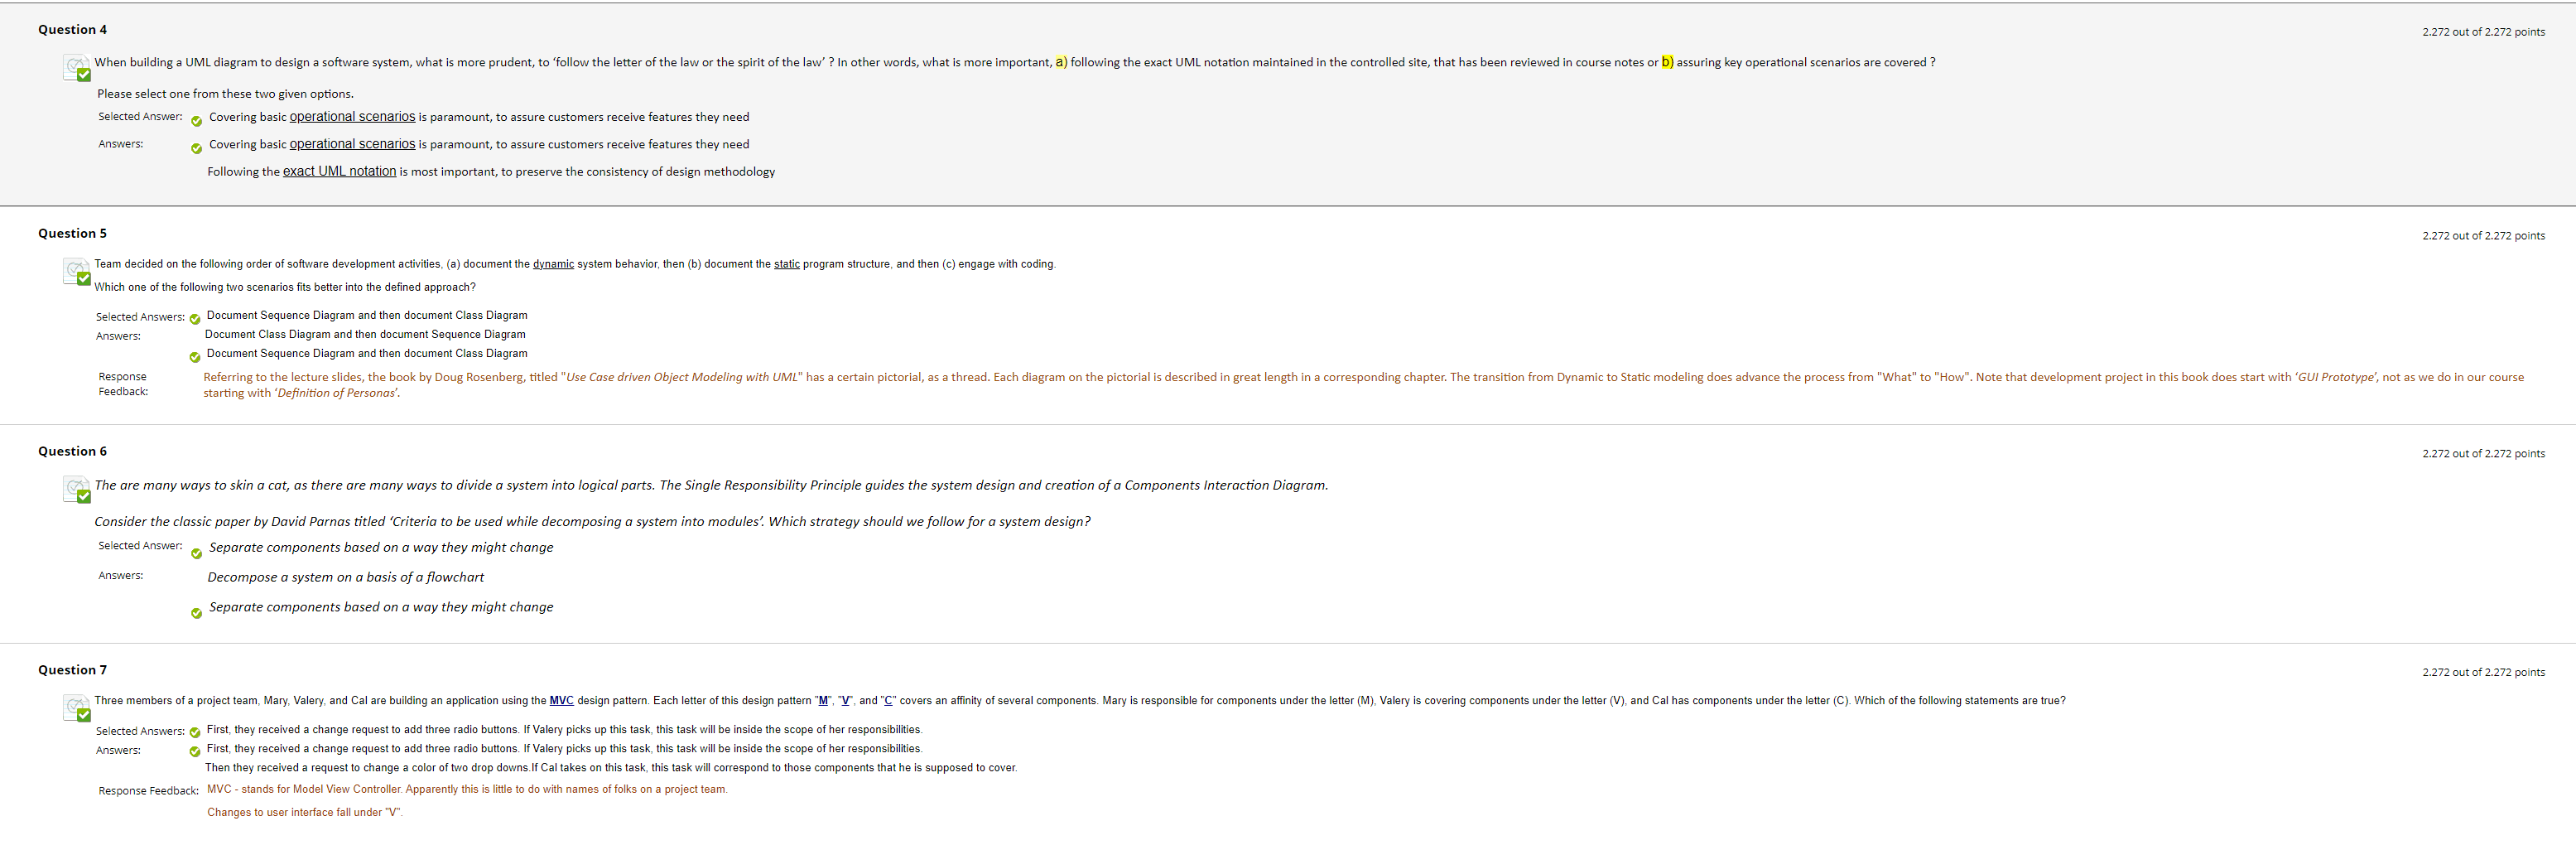 Question 4
2.272 out of 2.272 points
When building a UML diagram to design a software system, what is more prudent, to ‘follow the letter of the law or the spirit of the law’ ? In other words, what is more important, a) following the exact UML notation maintained in the controlled site, that has been reviewed in course notes or b) assuring key operational scenarios are covered ?
Please select one from these two given options.
Selected Answer: Covering basic operational scenarios is paramount, to assure customers receive features they need
Answers: Covering basic operational scenarios is paramount, to assure customers receive features they need
Following the exact UML notation is most important, to preserve the consistency of design methodology
Question 5
2.272 out of 2.272 points
Team decided on the following order of software development activities, (a) document the dynamic system behavior, then (b) document the static program structure, and then (c) engage with coding.
Which one of the following two scenarios fits better into the defined approach?
Selected Answers: Document Sequence Diagram and then document Class Diagram
Answers: Document Class Diagram and then document Sequence Diagram
Document Sequence Diagram and then document Class Diagram
Response Feedback:
Referring to the lecture slides, the book by Doug Rosenberg, titled "Use Case driven Object Modeling with UML" has a certain pictorial, as a thread. Each diagram on the pictorial is described in great length in a corresponding chapter. The transition from Dynamic to Static modeling does advance the process from "What" to "How". Note that development project in this book does start with ‘GUI Prototype’, not as we do in our course
starting with ‘Definition of Personas’.
Question 6
2.272 out of 2.272 points
The are many ways to skin a cat, as there are many ways to divide a system into logical parts. The Single Responsibility Principle guides the system design and creation of a Components Interaction Diagram.
Consider the classic paper by David Parnas titled ‘Criteria to be used while decomposing a system into modules’. Which strategy should we follow for a system design?
Selected Answer: Separate components based on a way they might change
Answers: Decompose a system on a basis of a flowchart
Separate components based on a way they might change
Question 7
2.272 out of 2.272 points
Three members of a project team, Mary, Valery, and Cal are building an application using the MVC design pattern. Each letter of this design pattern "M", "V", and "C" covers an affinity of several components. Mary is responsible for components under the letter (M), Valery is covering components under the letter (V), and Cal has components under the letter (C). Which of the following statements are true?
Selected Answers: First, they received a change request to add three radio buttons. If Valery picks up this task, this task will be inside the scope of her responsibilities.
Answers: First, they received a change request to add three radio buttons. If Valery picks up this task, this task will be inside the scope of her responsibilities.
Then they received a request to change a color of two drop downs.If Cal takes on this task, this task will correspond to those components that he is supposed to cover.
Response Feedback: MVC - stands for Model View Controller. Apparently this is little to do with names of folks on a project team.
Changes to user interface fall under "V".